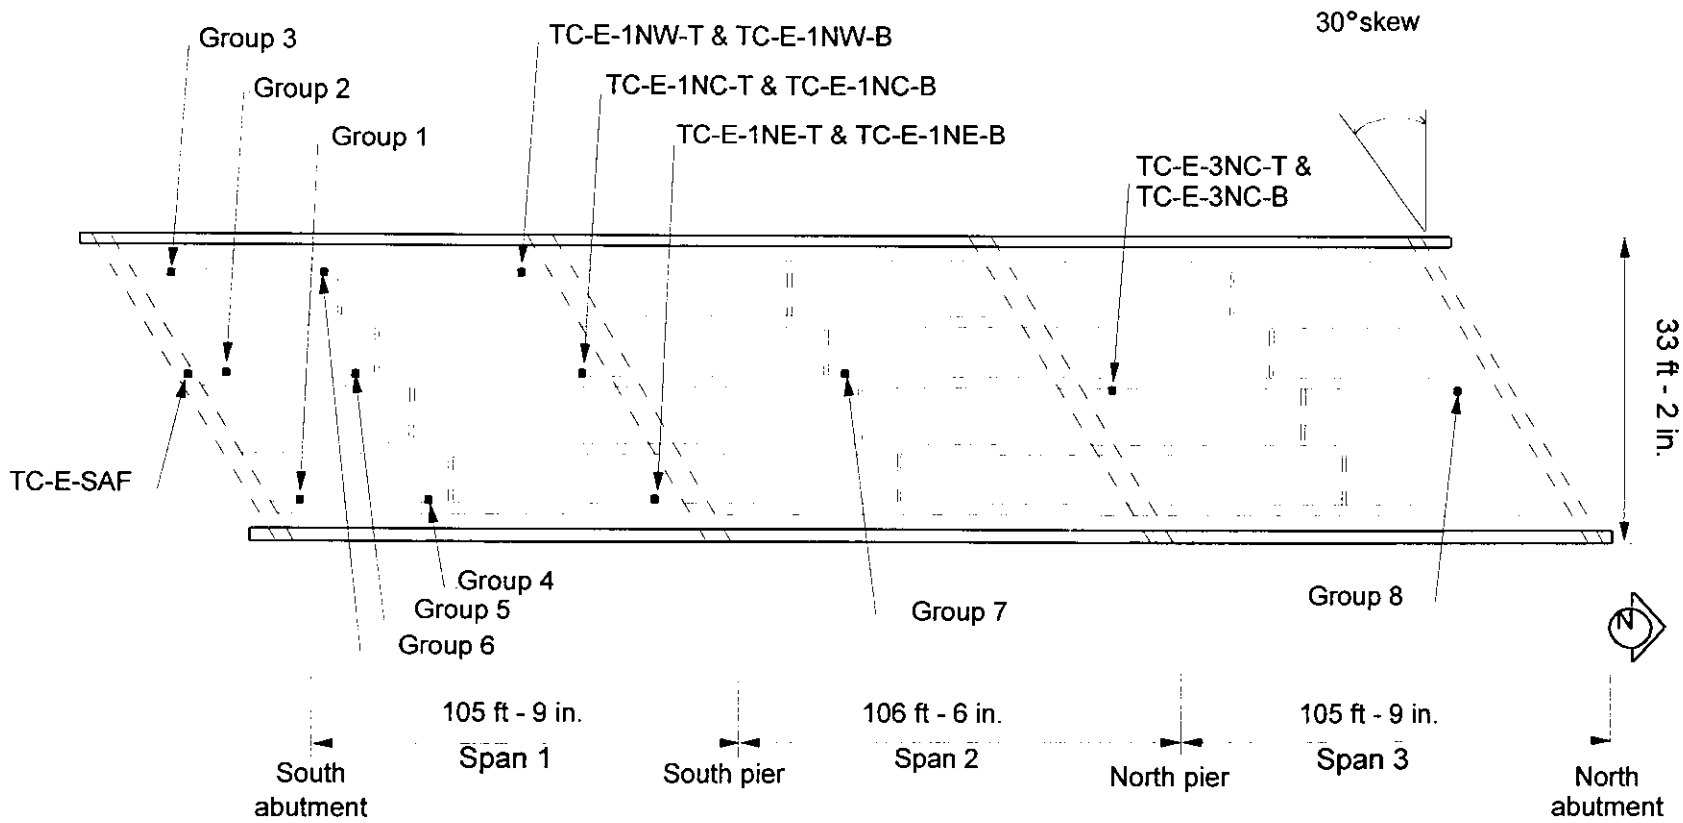 30°skew
Group 3
TC-E-1NW-T & TC-E-1NW-B
Group 2
TC-E-1NC-T & TC-E-1NC-B
Group 1
TC-E-1NE-T & TC-E-1NE-B
TC-E-3NC-T &
TC-E-3NC-B
33 ft - 2 in.
TC-E-SAF
Group 4
Group 5
Group 6
Group 7
Group 8
N
105 ft - 9 in.
106 ft - 6 in.
105 ft - 9 in.
Span 1
Span 2
Span 3
South
abutment
South pier
North pier
North
abutment